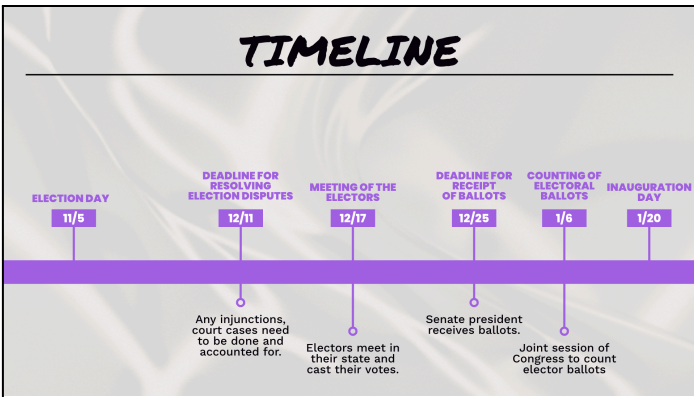 TIMELINE
ELECTION DAY
11/5
DEADLINE FOR
RESOLVING
ELECTION DISPUTES
12/11
Any injunctions,
court cases need
to be done and
accounted for.
MEETING OF THE
ELECTORS
12/17
Electors meet in
their state and
cast their votes.
DEADLINE FOR
RECEIPT
OF BALLOTS
12/25
Senate president
receives ballots.
COUNTING OF
ELECTORAL
BALLOTS
1/6
Joint session of
Congress to count
elector ballots
INAUGURATION
DAY
1/20